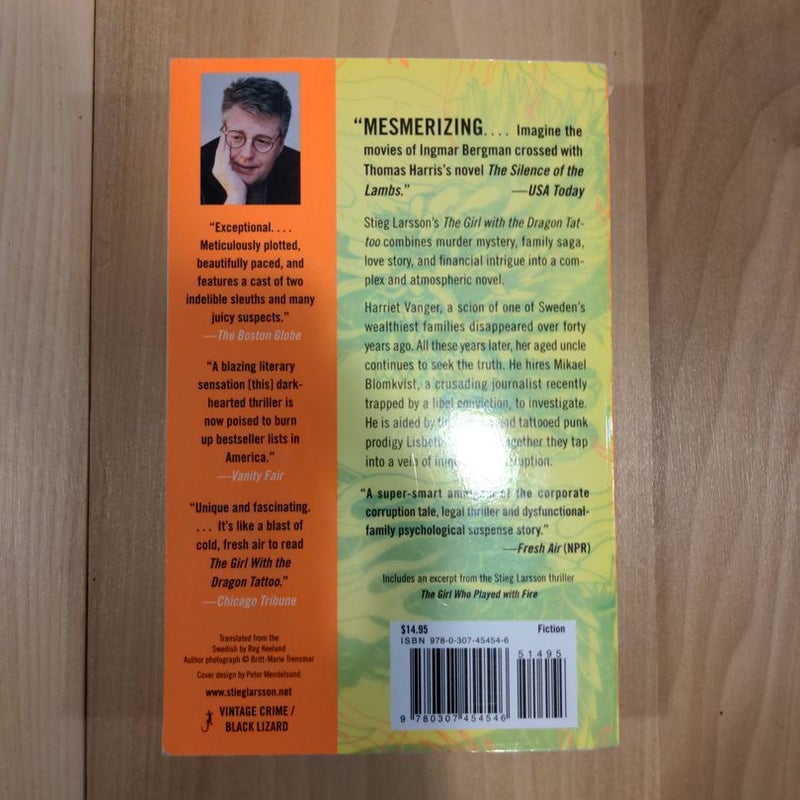 "Exceptional. . . .
Meticulously plotted,
beautifully paced, and
features a cast of two
indelible sleuths and many
juicy suspects."
—The Boston Globe
"A blazing literary
sensation [this] dark-
hearted thriller is
now poised to burn
up bestseller lists in
America."
—Vanity Fair
"Unique and fascinating.
. . . It's like a blast of
cold, fresh air to read
The Girl With the
Dragon Tattoo."
—Chicago Tribune
Translated from the
Swedish by Reg Keeland
Author photograph © Britt-Marie Trensmar
Cover design by Peter Mendelsund
www.stieglarsson.net
VINTAGE CRIME /
BLACK LIZARD
"MESMERIZING. . . . Imagine the
movies of Ingmar Bergman crossed with
Thomas Harris's novel The Silence of the
Lambs." —USA Today
Stieg Larsson's The Girl with the Dragon Tat-
too combines murder mystery, family saga,
love story, and financial intrigue into a com-
plex and atmospheric novel.
Harriet Vanger, a scion of one of Sweden's
wealthiest families disappeared over forty
years ago. All these years later, her aged uncle
continues to seek the truth. He hires Mikael
Blomkvist, a crusading journalist recently
trapped by a libel conviction, to investigate.
He is aided by tattooed punk
prodigy together they tap
into a vein of
"A super-smart of the corporate
corruption tale, legal thriller and dysfunctional-
family psychological suspense story."
—Fresh Air (NPR)
Includes an excerpt from the Stieg Larsson thriller
The Girl Who Played with Fire
$14.95 Fiction
ISBN 978-0-307-45454-6
51495
9 780307 454546